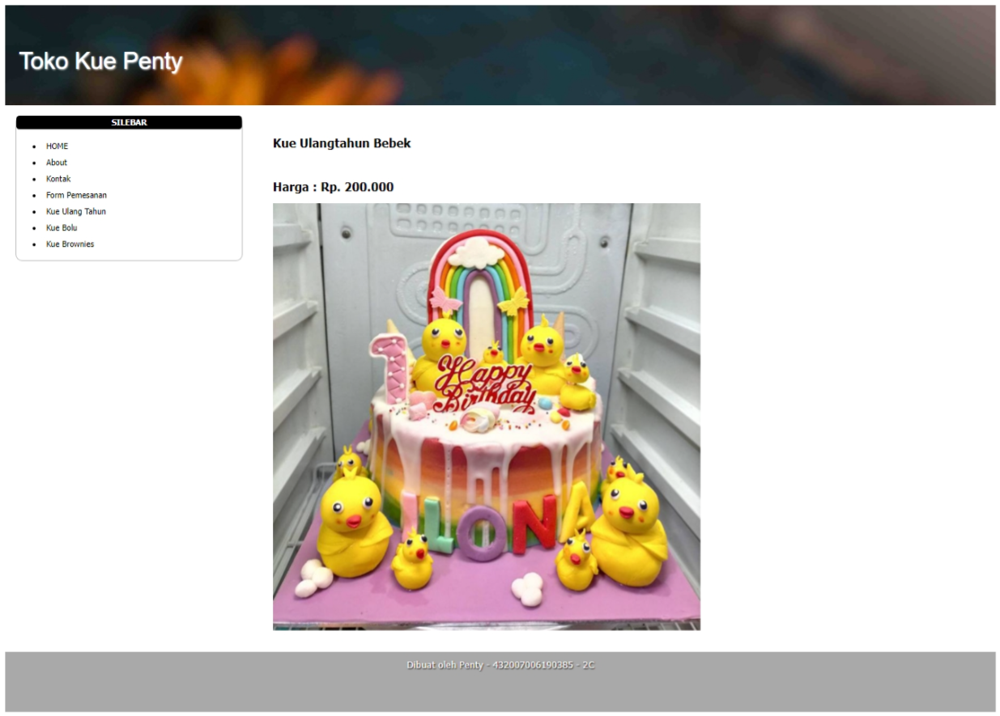 Toko Kue Penty
SILEBAR
HOME
About
Kontak
Form Pemesanan
Kue Ulang Tahun
Kue Bolu
Kue Brownies
Kue Ulangtahun Bebek
Harga : Rp. 200.000
1
Happy
Birthday
ILONA
Dibuat oleh Penty - 432007006190385 - 2C